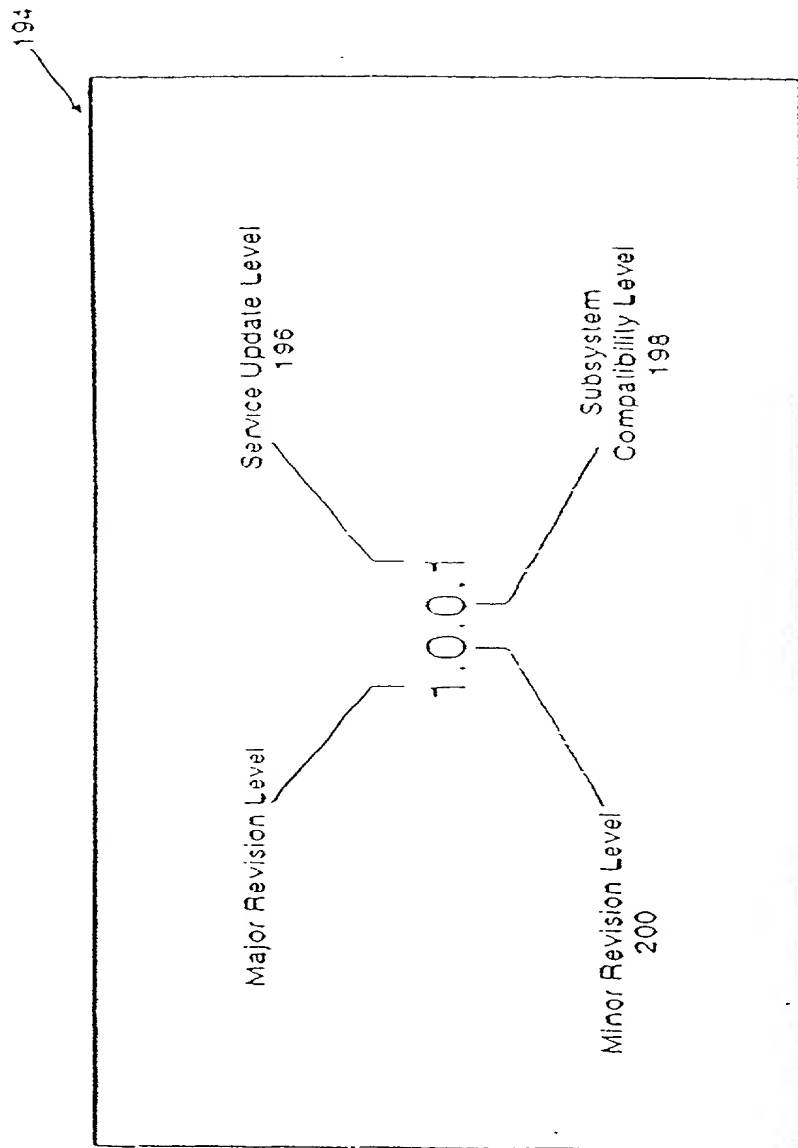 194
Major Revision Level
Service Update Level
196
1.0.0.1
Minor Revision Level
200
Subsystem
Compatibility Level
198